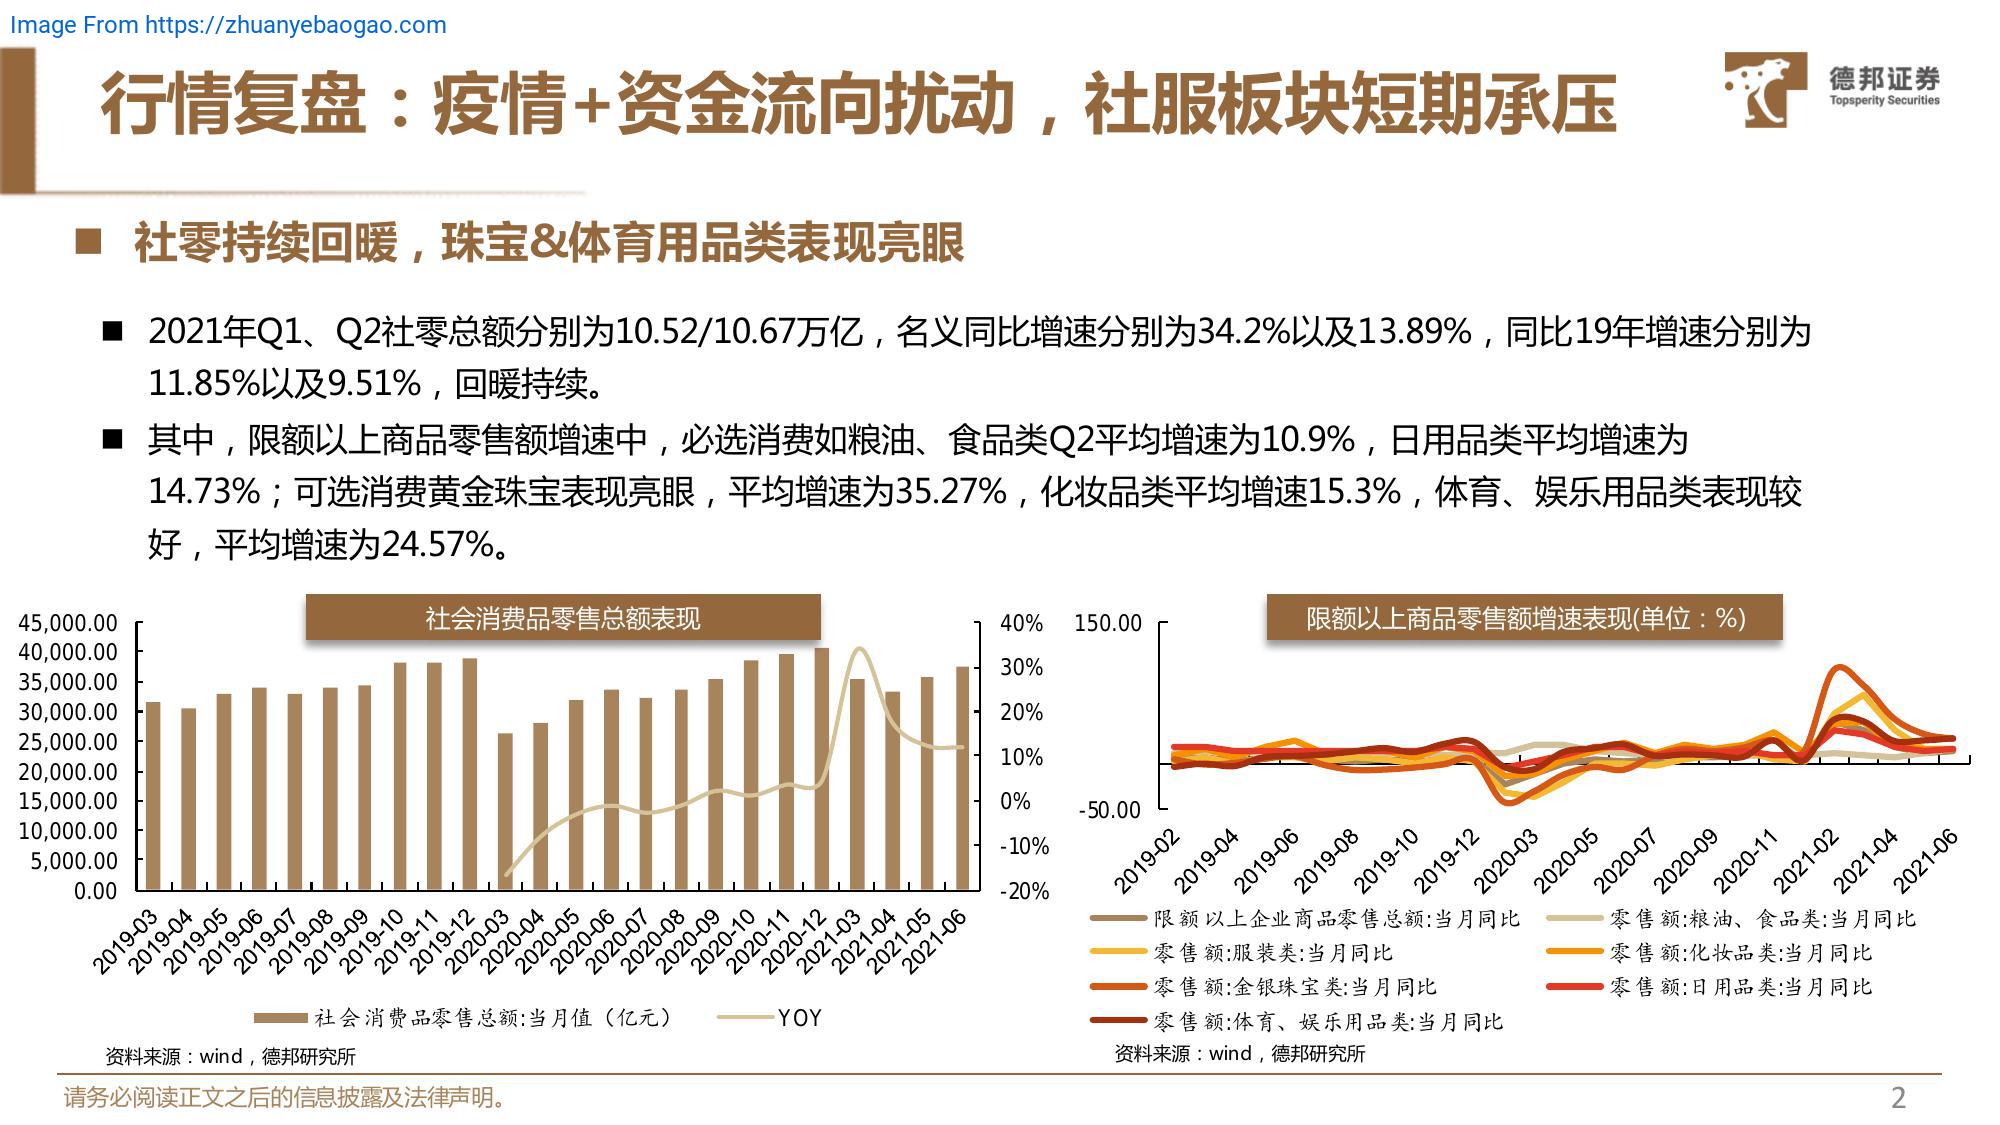 Image From https://zhuanyebaogao.com
行情复盘：疫情+资金流向扰动，社服板块短期承压
德邦证券
Topsperity Securities
■ 社零持续回暖，珠宝&体育用品类表现亮眼
■ 2021年Q1、Q2社零总额分别为10.52/10.67万亿，名义同比增速分别为34.2%以及13.89%，同比19年增速分别为
11.85%以及9.51%，回暖持续。
■ 其中，限额以上商品零售额增速中，必选消费如粮油、食品类Q2平均增速为10.9%，日用品类平均增速为
14.73%；可选消费黄金珠宝表现亮眼，平均增速为35.27%，化妆品类平均增速15.3%，体育、娱乐用品类表现较
好，平均增速为24.57%。
社会消费品零售总额表现
45,000.00
40,000.00
35,000.00
30,000.00
25,000.00
20,000.00
15,000.00
10,000.00
5,000.00
0.00
40%
30%
20%
10%
0%
-10%
-20%
2019-03
2019-04
2019-05
2019-06
2019-07
2019-08
2019-09
2019-10
2019-11
2019-12
2020-03
2020-04
2020-05
2020-06
2020-07
2020-08
2020-09
2020-10
2020-11
2020-12
2021-03
2021-04
2021-05
2021-06
社会消费品零售总额:当月值（亿元）
YOY
资料来源：wind，德邦研究所
限额以上商品零售额增速表现(单位：%)
150.00
-50.00
2019-02
2019-04
2019-06
2019-08
2019-10
2019-12
2020-03
2020-05
2020-07
2020-09
2020-11
2021-02
2021-04
2021-06
限额以上企业商品零售总额:当月同比
零售额:粮油、食品类:当月同比
零售额:服装类:当月同比
零售额:化妆品类:当月同比
零售额:金银珠宝类:当月同比
零售额:日用品类:当月同比
零售额:体育、娱乐用品类:当月同比
资料来源：wind，德邦研究所
请务必阅读正文之后的信息披露及法律声明。
2